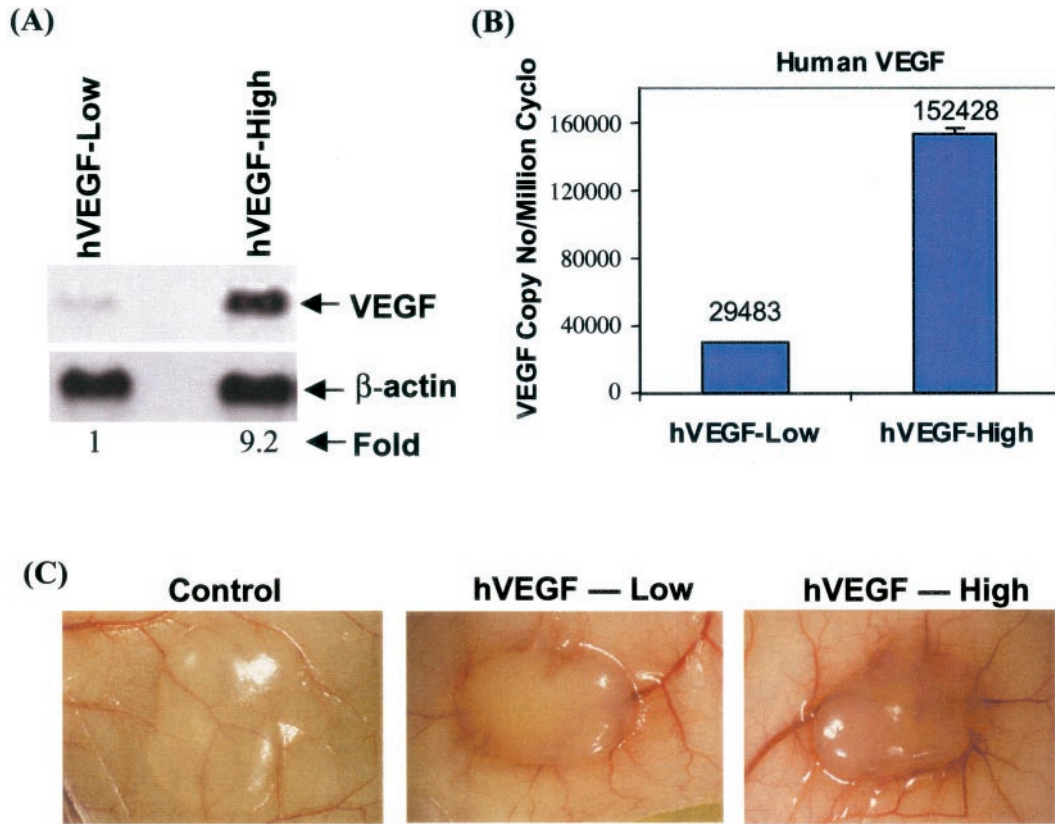 (A)
hVEGF-Low
hVEGF-High
VEGF
β-actin
1 9.2 Fold
(B)
Human VEGF
VEGF Copy No/Million Cyclo
160000
120000
80000
40000
0
29483
152428
hVEGF-Low hVEGF-High
(C)
Control hVEGF — Low hVEGF — High